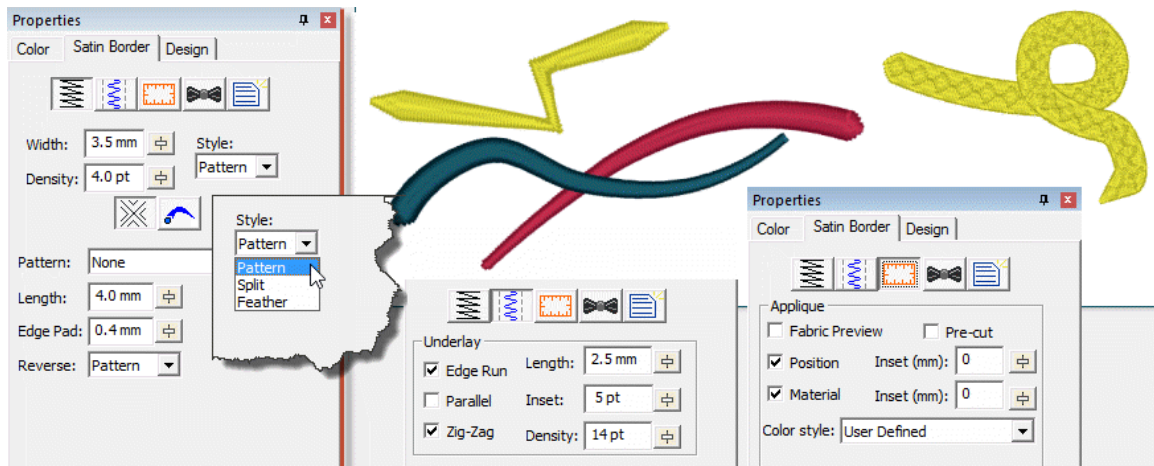 Properties
Color Satin Border Design
Width: 3.5 mm Style:
Density: 4.0 pt Pattern
Pattern: None
Length: 4.0 mm
Edge Pad: 0.4 mm
Reverse: Pattern
Style:
Pattern
Pattern
Split
Feather
Underlay
Edge Run Length: 2.5 mm
Parallel Inset: 5 pt
Zig-Zag Density: 14 pt
Properties
Color Satin Border Design
Applique
Fabric Preview Pre-cut
Position Inset (mm): 0
Material Inset (mm): 0
Color style: User Defined